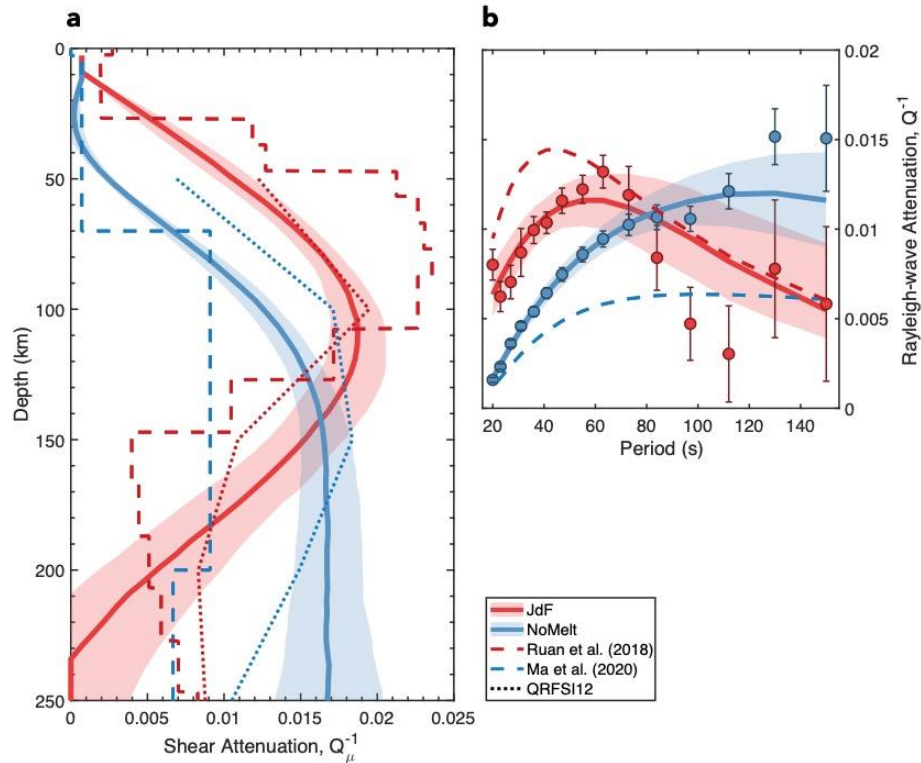 a
0
50
100
150
200
250
Depth (km)
0
0.005
0.01
0.015
0.02
0.025
Shear Attenuation, Q⁻¹μ
b
0.02
0.015
0.01
0.005
0
Rayleigh-wave Attenuation, Q⁻¹
20
40
60
80
100
120
140
Period (s)
JdF
NoMelt
Ruan et al. (2018)
Ma et al. (2020)
QRFSI12